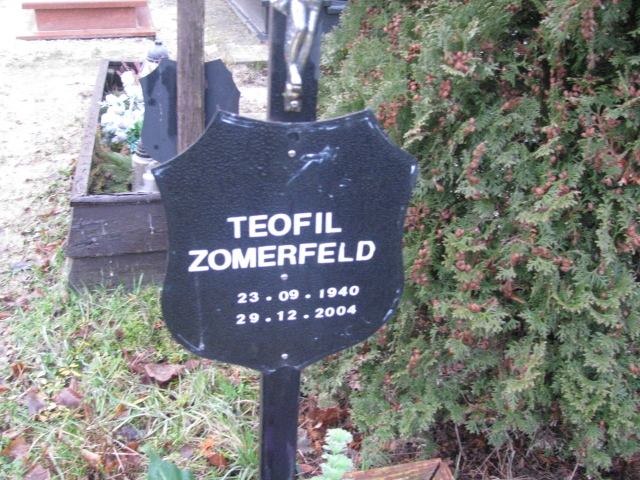 TEOFIL
ZOMERFELD
23 . 09 . 1940
29 . 12 . 2004